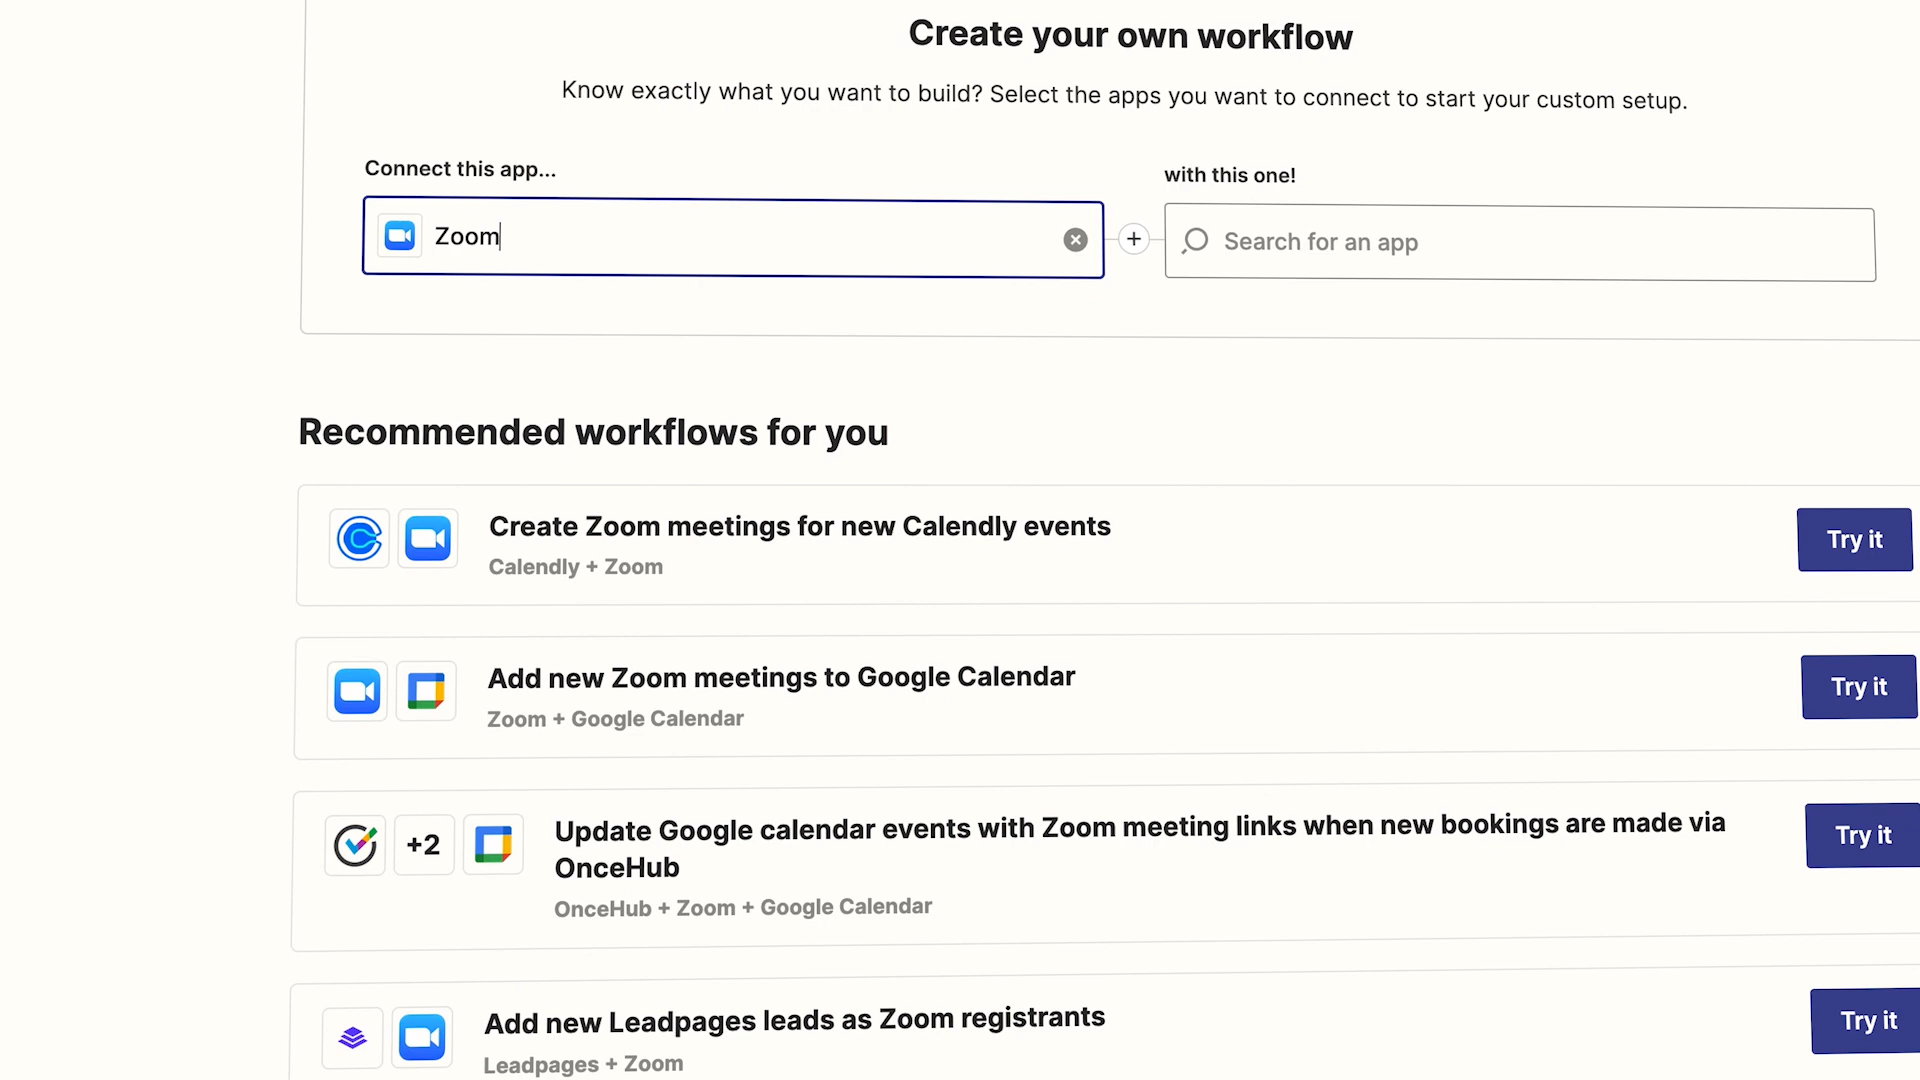 Create your own workflow
Know exactly what you want to build? Select the apps you want to connect to start your custom setup.
Connect this app...
with this one!
Zoom
+
Search for an app
Recommended workflows for you
Create Zoom meetings for new Calendly events
Calendly + Zoom
Try it
Add new Zoom meetings to Google Calendar
Zoom + Google Calendar
Try it
+2
Update Google calendar events with Zoom meeting links when new bookings are made via
OnceHub
OnceHub + Zoom + Google Calendar
Try it
Add new Leadpages leads as Zoom registrants
Leadpages + Zoom
Try it